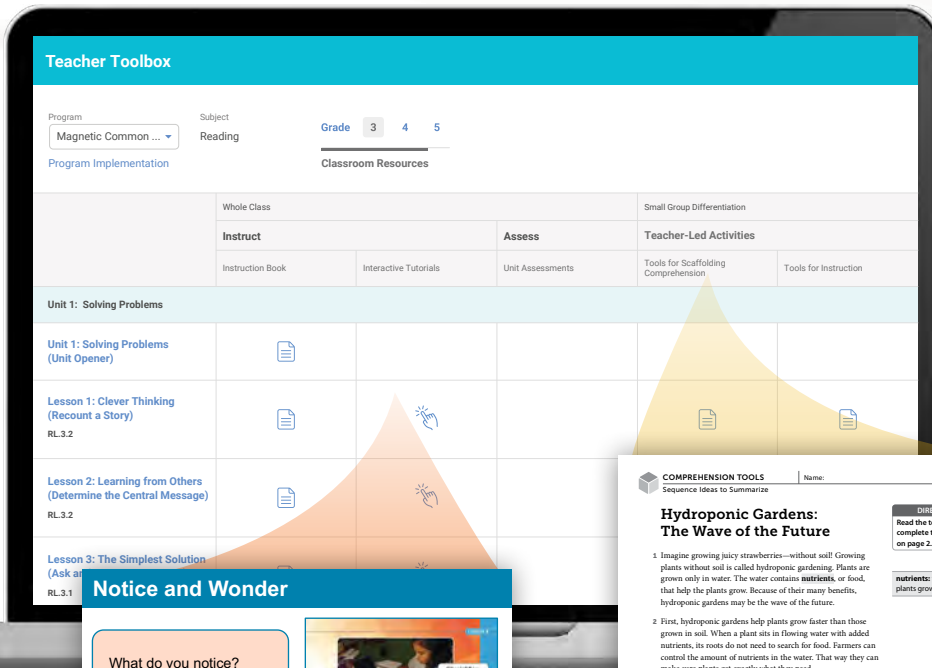 Teacher Toolbox
Program
Subject
Magnetic Common ...
Reading
Grade 3 4 5
Program Implementation
Classroom Resources
Whole Class
Small Group Differentiation
Instruct
Assess
Teacher-Led Activities
Instruction Book
Interactive Tutorials
Unit Assessments
Tools for Scaffolding
Comprehension
Tools for Instruction
Unit 1: Solving Problems
Unit 1: Solving Problems
(Unit Opener)
Lesson 1: Clever Thinking
(Recount a Story)
RL.3.2
Lesson 2: Learning from Others
(Determine the Central Message)
RL.3.2
Lesson 3: The Simplest Solution
(Ask
RL.3.1
Notice and Wonder
What do you notice?
COMPREHENSION TOOLS
Name:
Sequence Ideas to Summarize
Hydroponic Gardens:
The Wave of the Future
1 Imagine growing juicy strawberries—without soil! Growing
plants without soil is called hydroponic gardening. Plants are
grown only in water. The water contains nutrients, or food,
that help the plants grow. Because of their many benefits,
hydroponic gardens may be the wave of the future.
2 First, hydroponic gardens help plants grow faster than those
grown in soil. When a plant sits in flowing water with added
nutrients, its roots do not need to search for food. Farmers can
control the amount of nutrients in the water. That way they can
DIRE
Read the t
complete t
on page 2.
nutrients:
plants grow